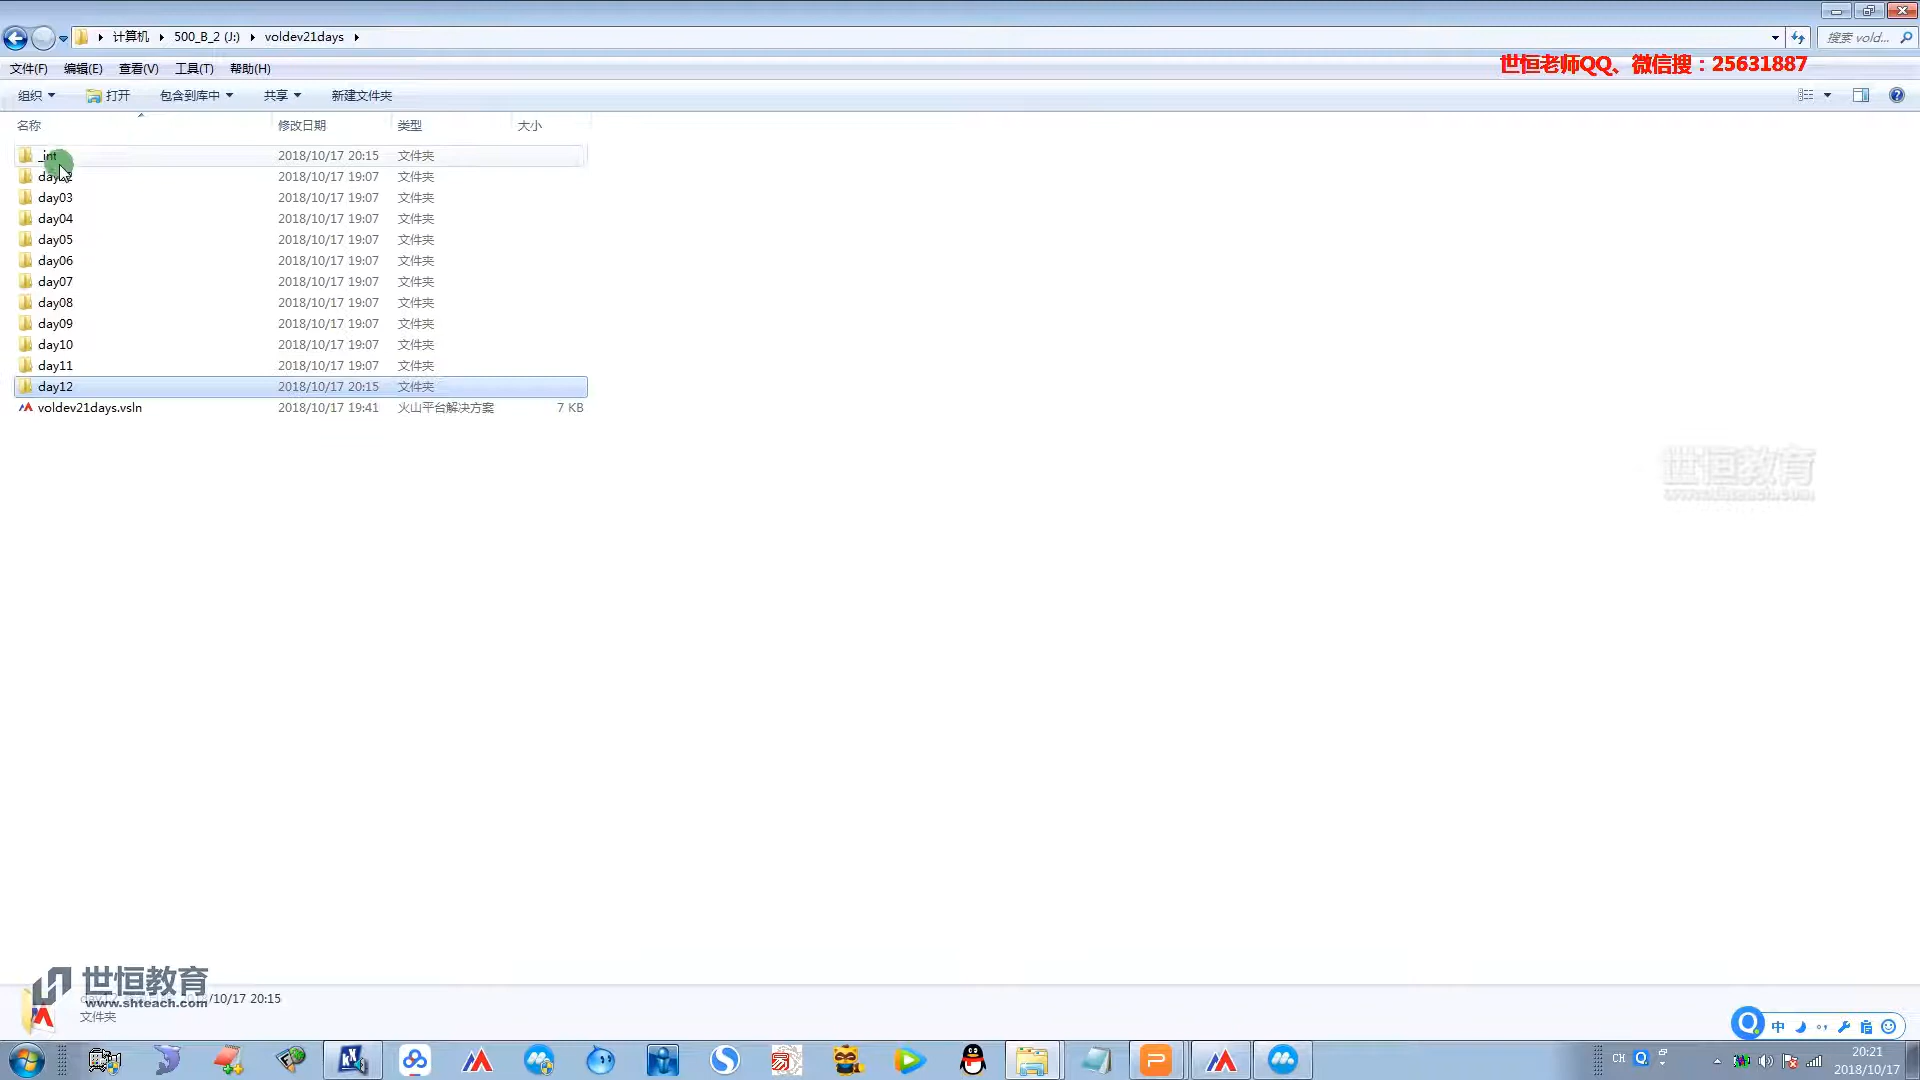 计算机 ▸ 500_B_2 (J:) ▸ voldev21days ▸
搜索 vold...
文件(F) 编辑(E) 查看(V) 工具(T) 帮助(H)
世恒老师QQ、微信搜：25631887
组织 打开 包含到库中 共享 新建文件夹
名称 修改日期 类型 大小
_int 2018/10/17 20:15 文件夹
2018/10/17 19:07 文件夹
day03 2018/10/17 19:07 文件夹
day04 2018/10/17 19:07 文件夹
day05 2018/10/17 19:07 文件夹
day06 2018/10/17 19:07 文件夹
day07 2018/10/17 19:07 文件夹
day08 2018/10/17 19:07 文件夹
day09 2018/10/17 19:07 文件夹
day10 2018/10/17 19:07 文件夹
day11 2018/10/17 19:07 文件夹
day12 2018/10/17 20:15 文件夹
voldev21days.vsln 2018/10/17 19:41 火山平台解决方案 7 KB
世恒教育
www.shteach.com
世恒教育
www.shteach.com
/10/17 20:15
文件夹
中
CH
20:21
2018/10/17